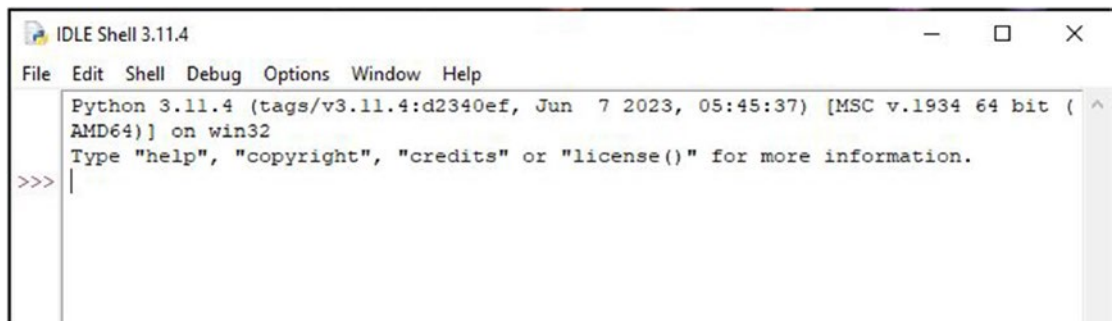 IDLE Shell 3.11.4
File Edit Shell Debug Options Window Help
Python 3.11.4 (tags/v3.11.4:d2340ef, Jun  7 2023, 05:45:37) [MSC v.1934 64 bit (
AMD64)] on win32
Type "help", "copyright", "credits" or "license()" for more information.
>>>